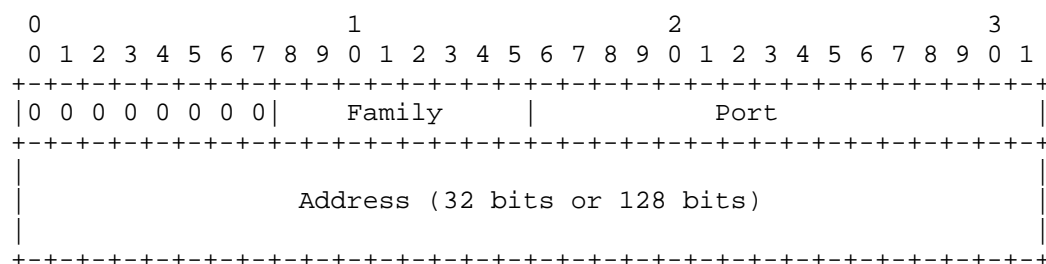 0                   1                   2                   3
 0 1 2 3 4 5 6 7 8 9 0 1 2 3 4 5 6 7 8 9 0 1 2 3 4 5 6 7 8 9 0 1
+-+-+-+-+-+-+-+-+-+-+-+-+-+-+-+-+-+-+-+-+-+-+-+-+-+-+-+-+-+-+-+-+
|0 0 0 0 0 0 0 0|    Family     |           Port                |
+-+-+-+-+-+-+-+-+-+-+-+-+-+-+-+-+-+-+-+-+-+-+-+-+-+-+-+-+-+-+-+-+
|                                                               |
|                 Address (32 bits or 128 bits)                 |
|                                                               |
+-+-+-+-+-+-+-+-+-+-+-+-+-+-+-+-+-+-+-+-+-+-+-+-+-+-+-+-+-+-+-+-+